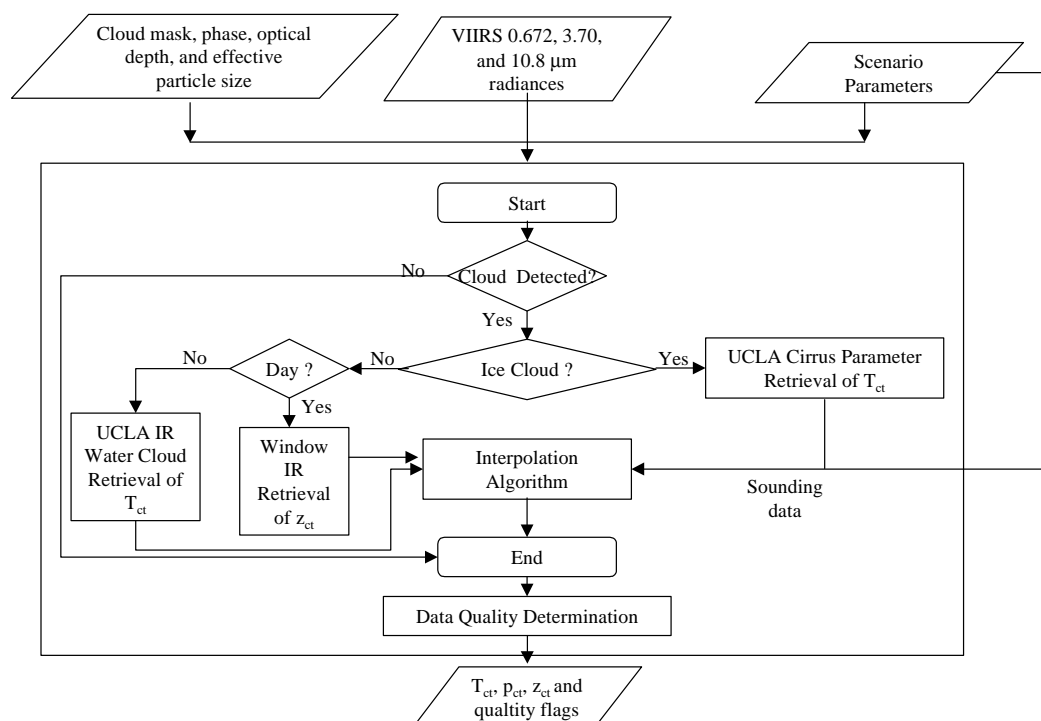 Cloud mask, phase, optical
depth, and effective
particle size
VIIRS 0.672, 3.70,
and 10.8 μm
radiances
Scenario
Parameters
Start
No
Cloud Detected?
Yes
No
Day ?
No
Ice Cloud ?
Yes
UCLA Cirrus Parameter
Retrieval of Tct
Yes
UCLA IR
Water Cloud
Retrieval of
Tct
Window
IR
Retrieval
of zct
Interpolation
Algorithm
Sounding
data
End
Data Quality Determination
Tct, pct, zct and
qualtity flags